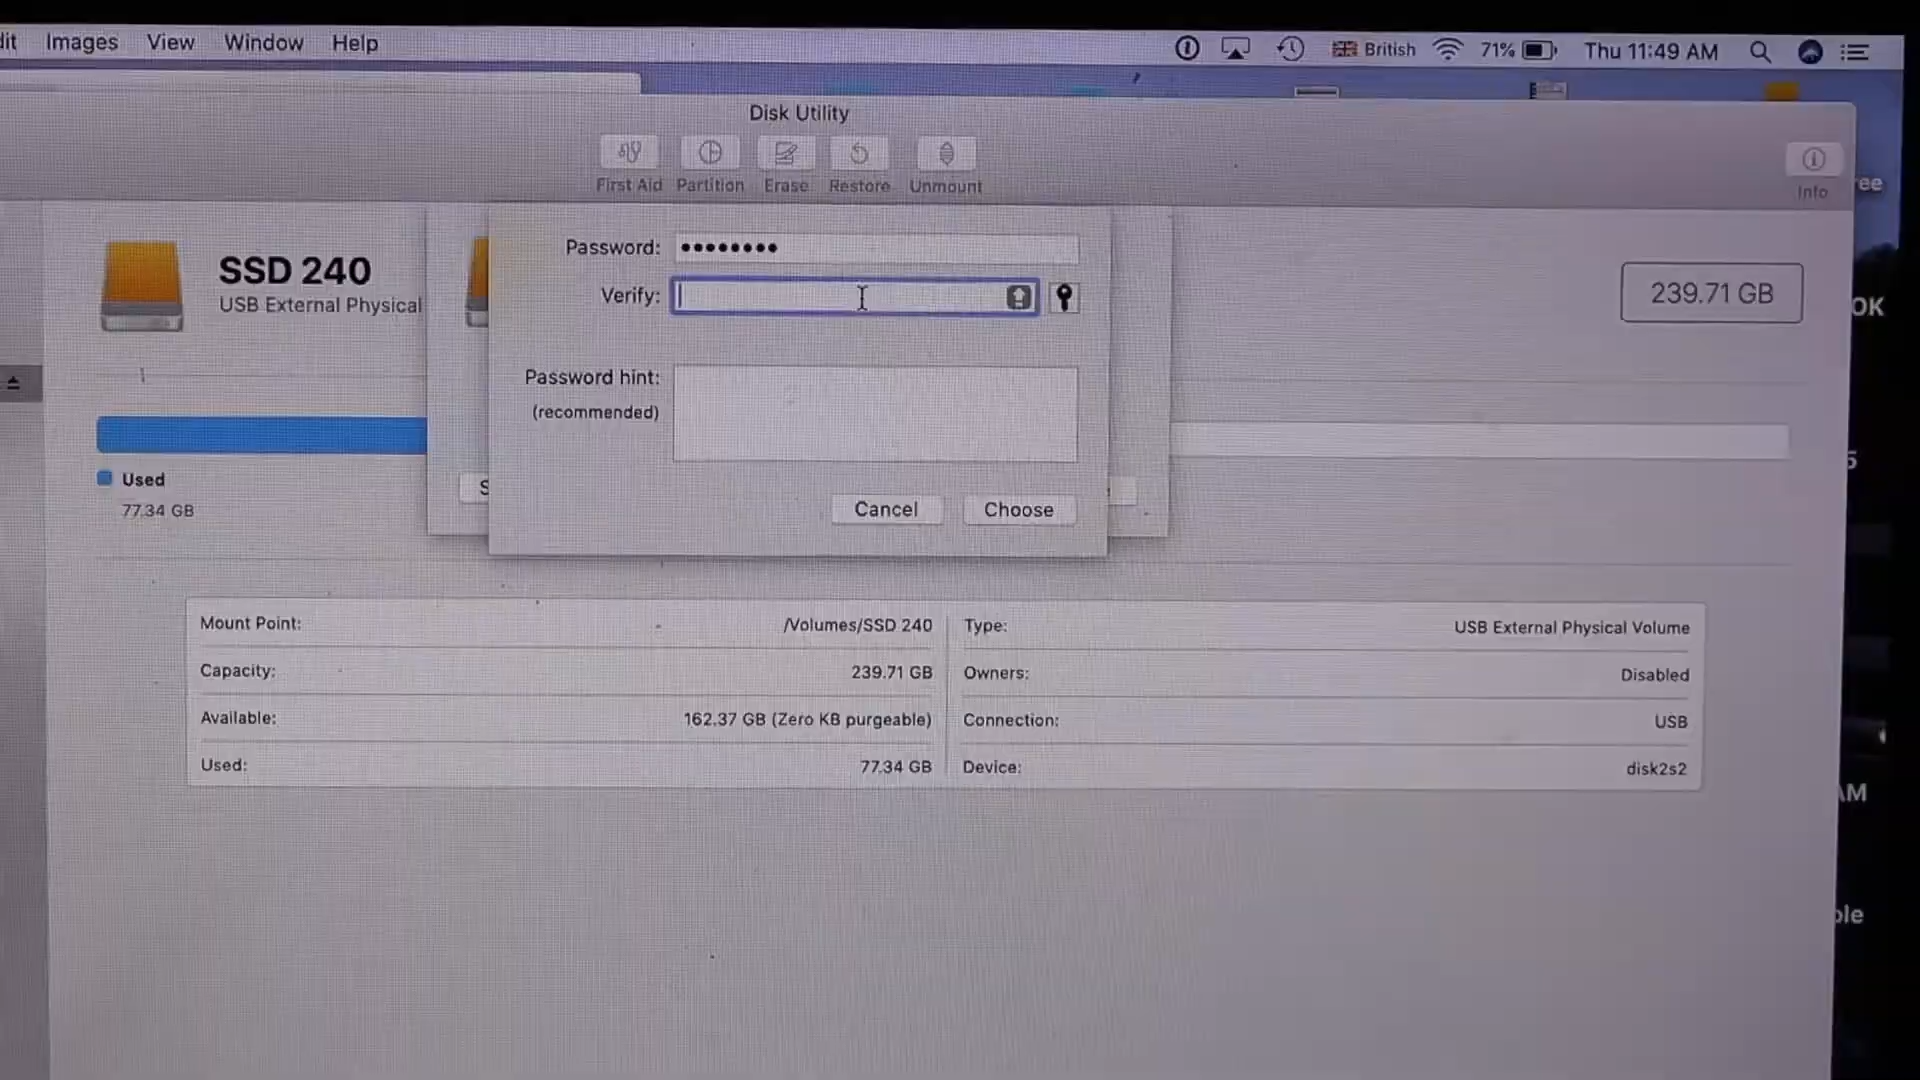 Images View Window Help British 71% Thu 11:49 AM
Disk Utility
First Aid Partition Erase Restore Unmount
Info
SSD 240
USB External Physical
Password: ••••••••
Verify:
239.71 GB
OK
Password hint:
(recommended)
Used
77.34 GB
Cancel Choose
Mount Point: /Volumes/SSD 240 Type: USB External Physical Volume
Capacity: 239.71 GB Owners: Disabled
Available: 162.37 GB (Zero KB purgeable) Connection: USB
Used: 77.34 GB Device: disk2s2